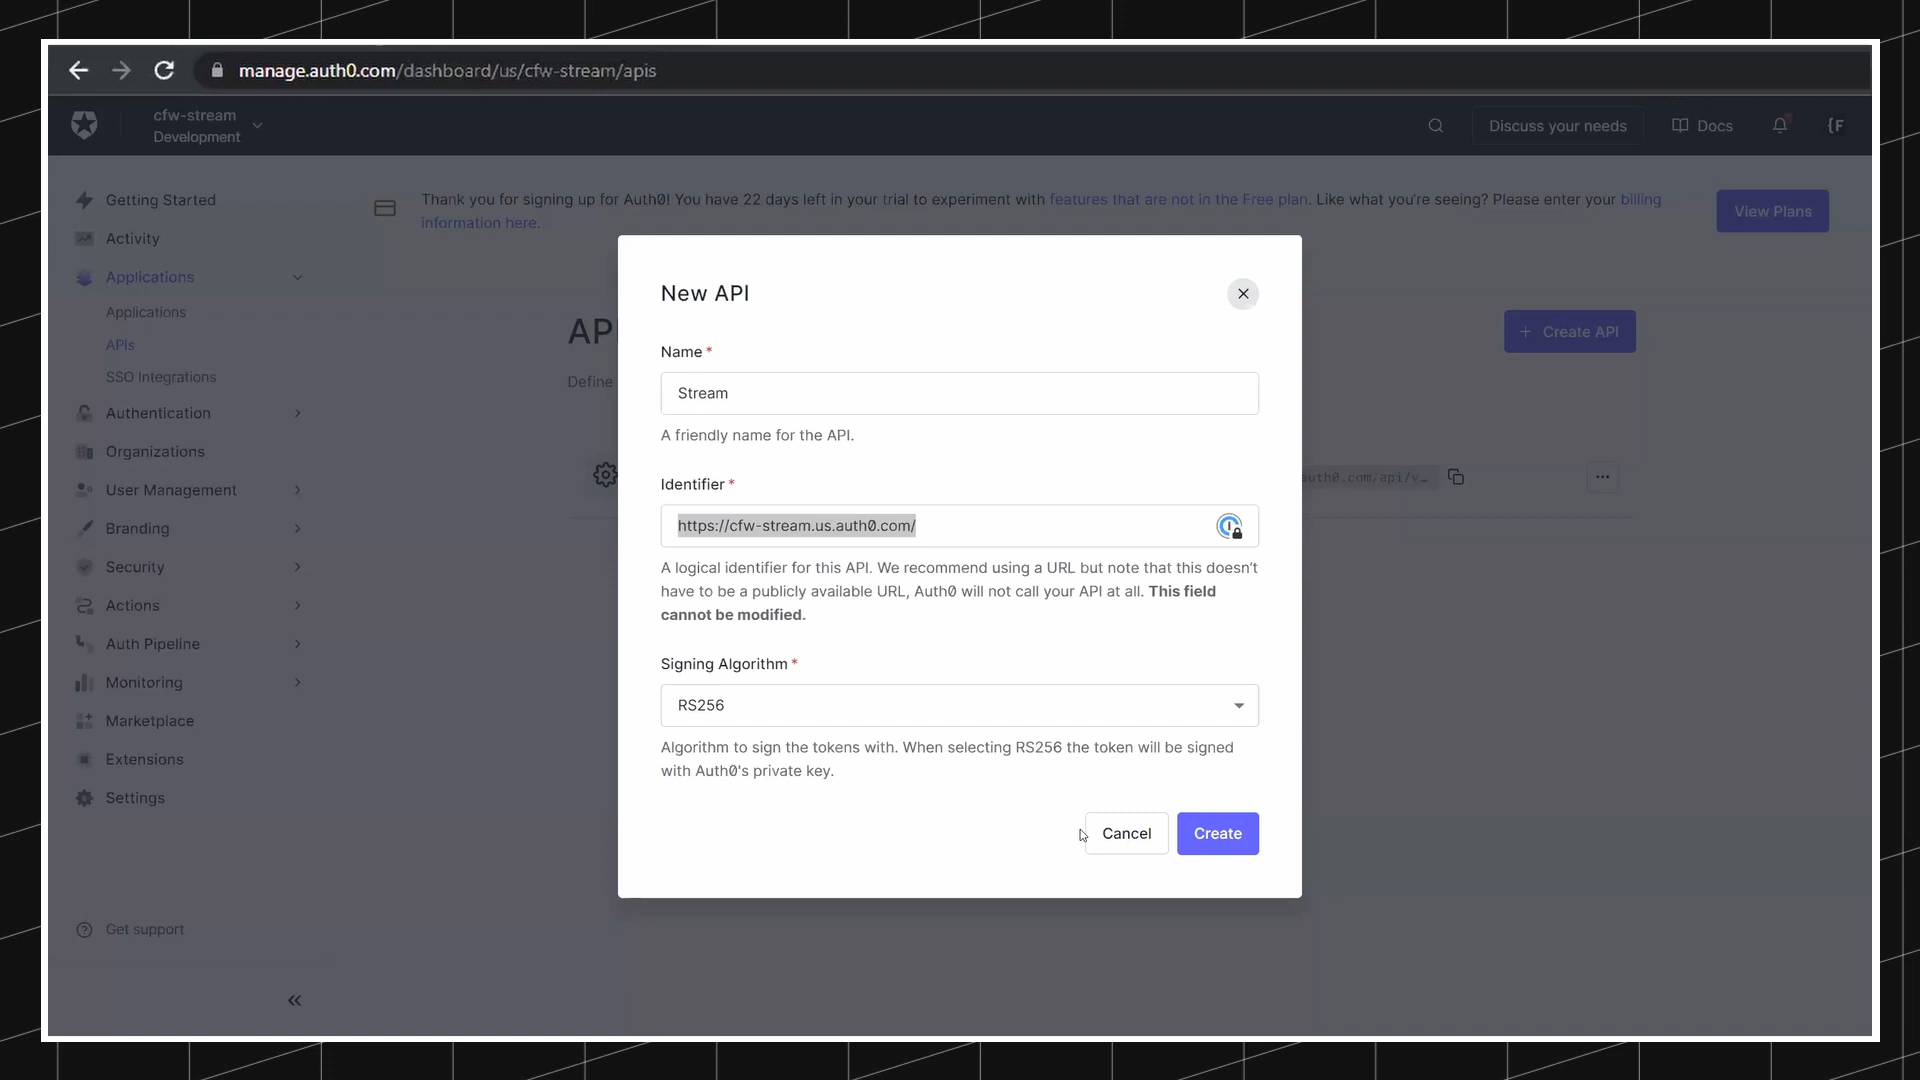 manage.auth0.com/dashboard/us/cfw-stream/apis
cfw-stream
Development
Discuss your needs
Docs
{F
Getting Started
Activity
Applications
Applications
APIs
SSO Integrations
Authentication
Organizations
User Management
Branding
Security
Actions
Auth Pipeline
Monitoring
Marketplace
Extensions
Settings
Get support
Thank you for signing up for Auth0! You have 22 days left in your trial to experiment with features that are not in the Free plan. Like what you're seeing? Please enter your billing
information here.
View Plans
API
Define
+ Create API
auth0.com/api/v…
New API
Name *
Stream
A friendly name for the API.
Identifier *
https://cfw-stream.us.auth0.com/
A logical identifier for this API. We recommend using a URL but note that this doesn't
have to be a publicly available URL, Auth0 will not call your API at all. This field
cannot be modified.
Signing Algorithm *
RS256
Algorithm to sign the tokens with. When selecting RS256 the token will be signed
with Auth0's private key.
Cancel
Create